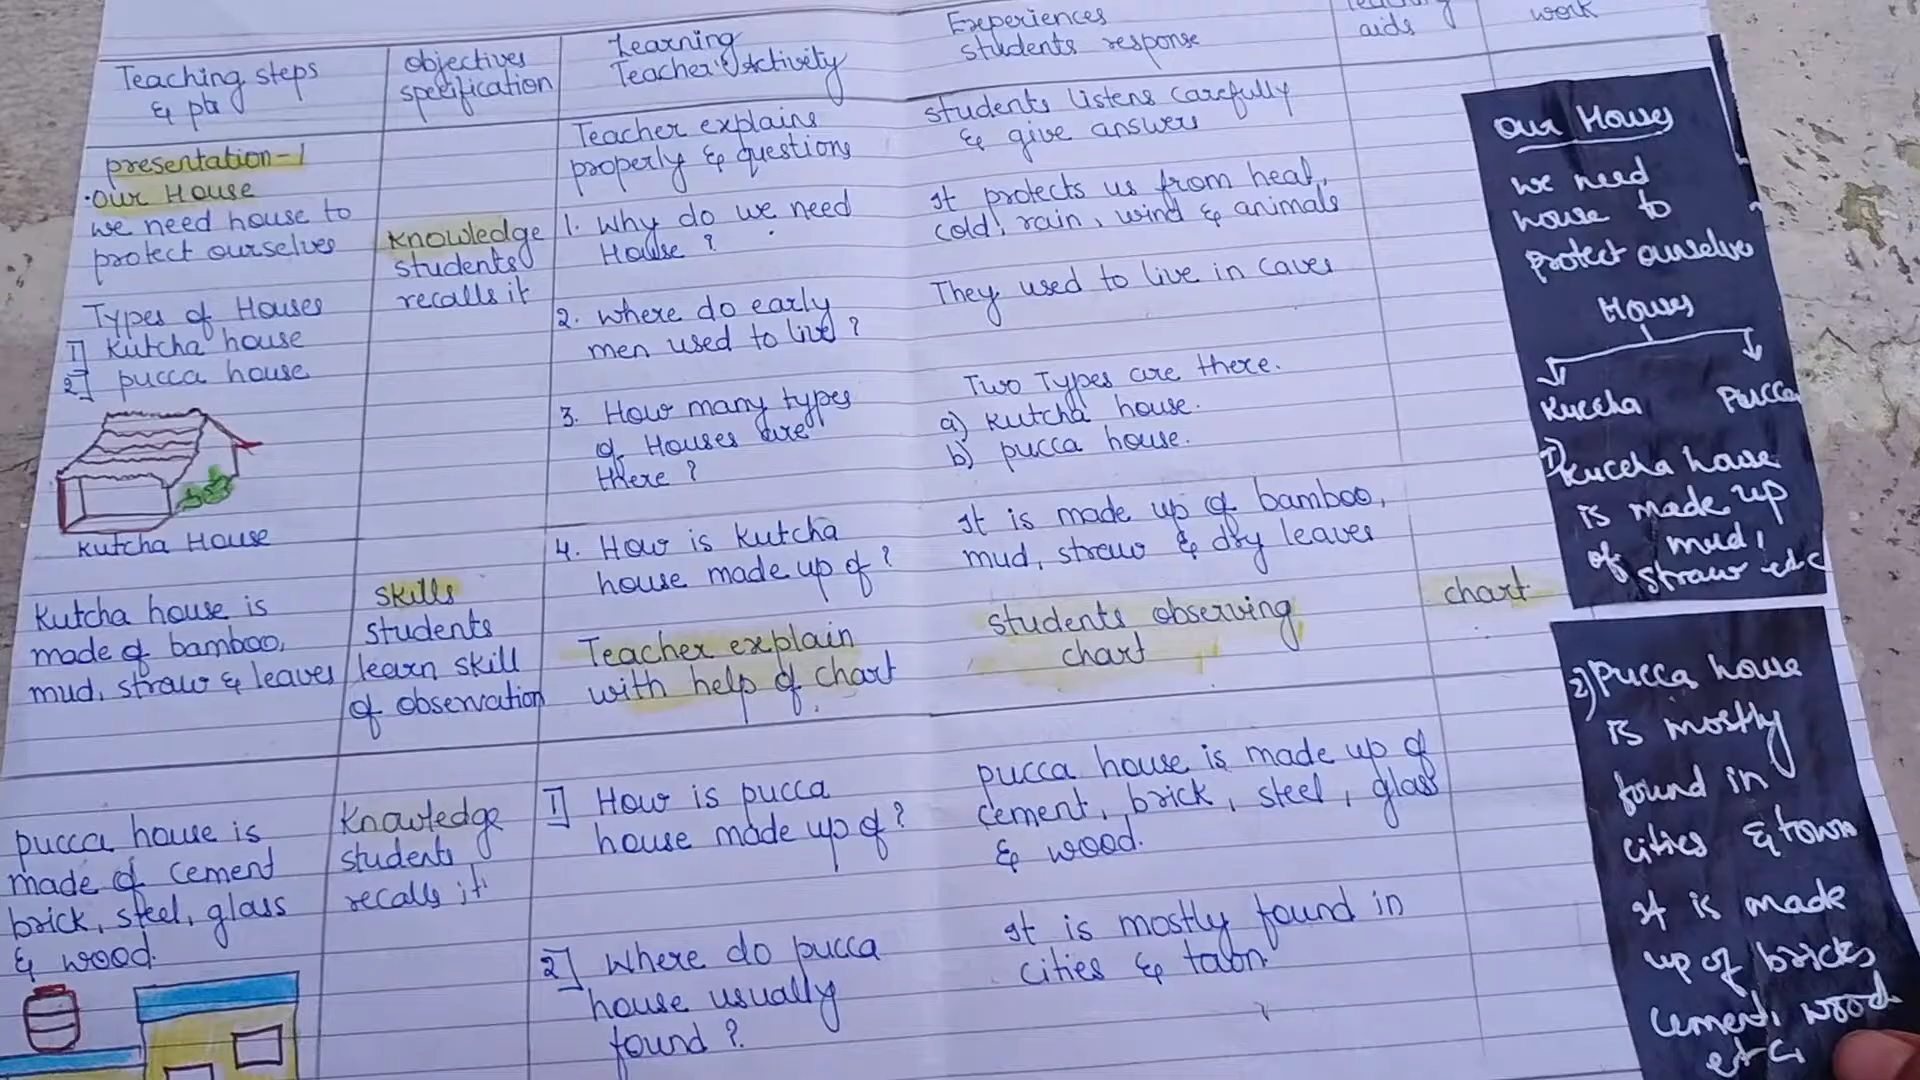 Teaching steps
& pts
objectives
specification
Learning
Teacher's Activity
Experiences
students response
aids
work
presentation-1
• our House
we need house to
protect ourselves
Types of Houses
1] Kutcha house
2] pucca house
Kutcha House
Kutcha house is
made of bamboo,
mud, straw & leaves
pucca house is
made of cement
brick, steel, glass
& wood.
Knowledge
students
recalls it
skills
students
learn skill
of observation
Knowledge
students
recalls it
Teacher explains
properly & questions
1. Why do we need
House ?
2. where do early
men used to live ?
3. How many types
of Houses are
there ?
4. How is kutcha
house made up of ?
Teacher explain
with help of chart
1] How is pucca
house made up of ?
2] where do pucca
house usually
found ?
students listens carefully
& give answers
It protects us from heat,
cold, rain, wind & animals
They used to live in caves
Two Types are there.
a) kutcha house.
b) pucca house.
It is made up of bamboo,
mud, straw & dry leaves
students observing
chart
pucca house is made up of
cement, brick, steel, glass
& wood.
It is mostly found in
cities &
chart
Our Houses
we need
house to
protect ourselve
Houses
Kuccha Pucca
1) Kuccha house
is made up
of mud,
straw etc
2) Pucca house
is mostly
found in
cities & town
It is made
up of bricks
cement, wood
etc